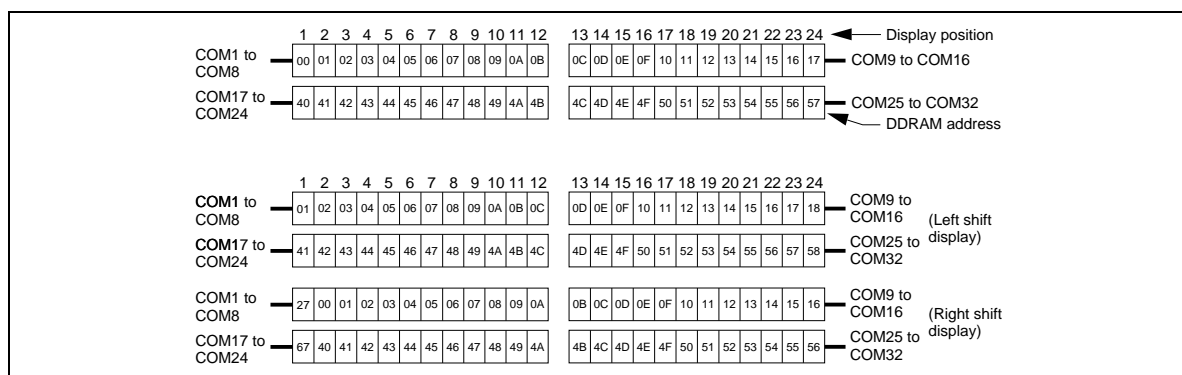 1 2 3 4 5 6 7 8 9 10 11 12 13 14 15 16 17 18 19 20 21 22 23 24 Display position
COM1 to COM8 00 01 02 03 04 05 06 07 08 09 0A 0B 0C 0D 0E 0F 10 11 12 13 14 15 16 17 COM9 to COM16
COM17 to COM24 40 41 42 43 44 45 46 47 48 49 4A 4B 4C 4D 4E 4F 50 51 52 53 54 55 56 57 COM25 to COM32
DDRAM address
1 2 3 4 5 6 7 8 9 10 11 12 13 14 15 16 17 18 19 20 21 22 23 24
COM1 to COM8 01 02 03 04 05 06 07 08 09 0A 0B 0C 0D 0E 0F 10 11 12 13 14 15 16 17 18 COM9 to COM16
(Left shift display)
COM17 to COM24 41 42 43 44 45 46 47 48 49 4A 4B 4C 4D 4E 4F 50 51 52 53 54 55 56 57 58 COM25 to COM32
COM1 to COM8 27 00 01 02 03 04 05 06 07 08 09 0A 0B 0C 0D 0E 0F 10 11 12 13 14 15 16 COM9 to COM16
(Right shift display)
COM17 to COM24 67 40 41 42 43 44 45 46 47 48 49 4A 4B 4C 4D 4E 4F 50 51 52 53 54 55 56 COM25 to COM32